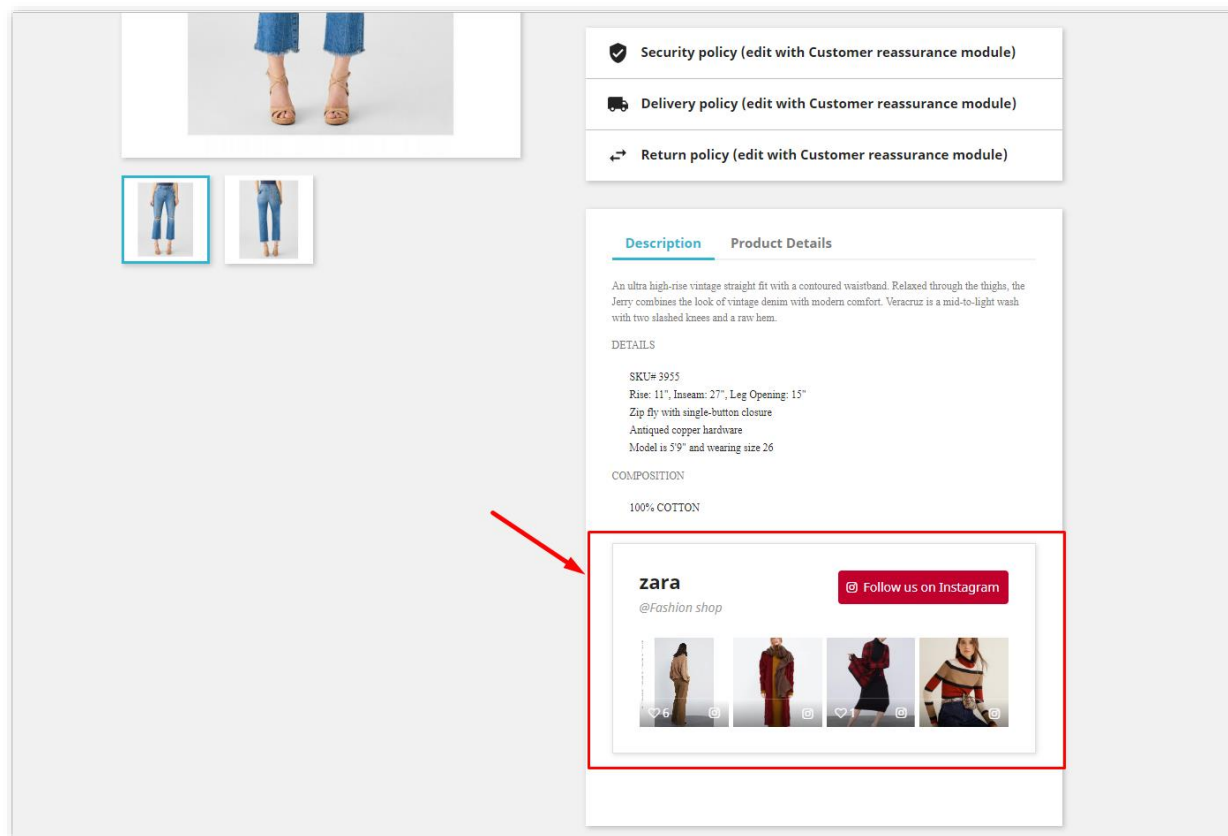 Security policy (edit with Customer reassurance module)
Delivery policy (edit with Customer reassurance module)
Return policy (edit with Customer reassurance module)
Description Product Details
An ultra high-rise vintage straight fit with a contoured waistband. Relaxed through the thighs, the
Jerry combines the look of vintage denim with modern comfort. Veracruz is a mid-to-light wash
with two slashed knees and a raw hem.
DETAILS
SKU# 3955
Rise: 11", Inseam: 27", Leg Opening: 15"
Zip fly with single-button closure
Antiqued copper hardware
Model is 5'9" and wearing size 26
COMPOSITION
100% COTTON
zara
Follow us on Instagram
@Fashion shop
6
1